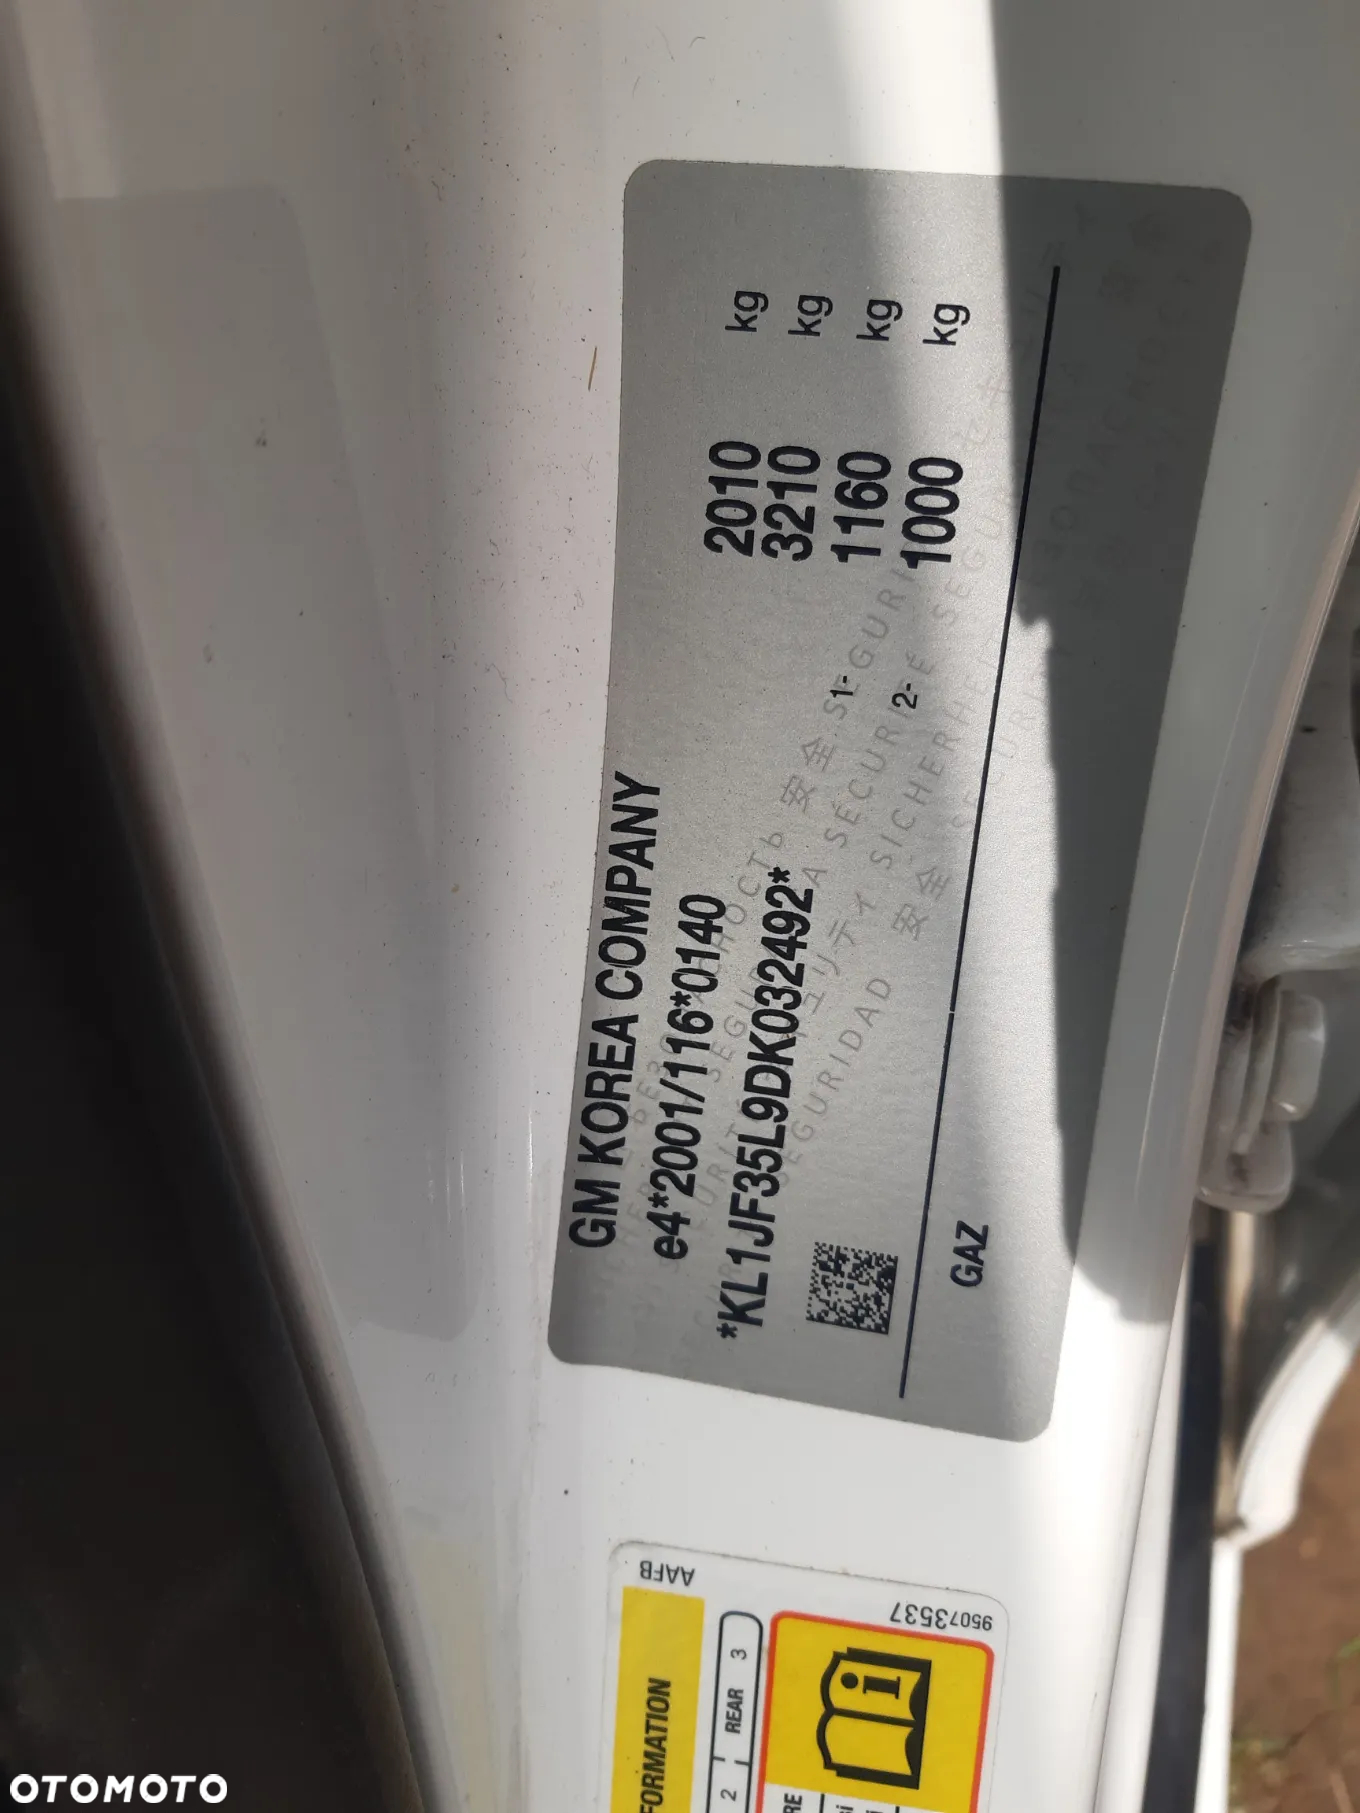 GM KOREA COMPANY
e4*2001/116*0140
*KL1JF35L9DK032492*
2010 kg
3210 kg
1- 1160 kg
2- 1000 kg
GAZ
AAFB
95073537
2 REAR 3
OTOMOTO